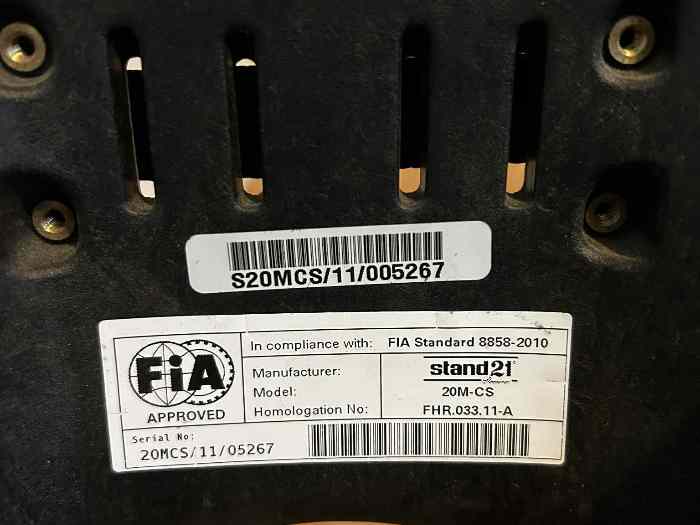 S20MCS/11/005267
FiA
APPROVED
In compliance with: FIA Standard 8858-2010
Manufacturer: stand21
Model: 20M-CS
Homologation No: FHR.033.11-A
Serial No:
20MCS/11/05267